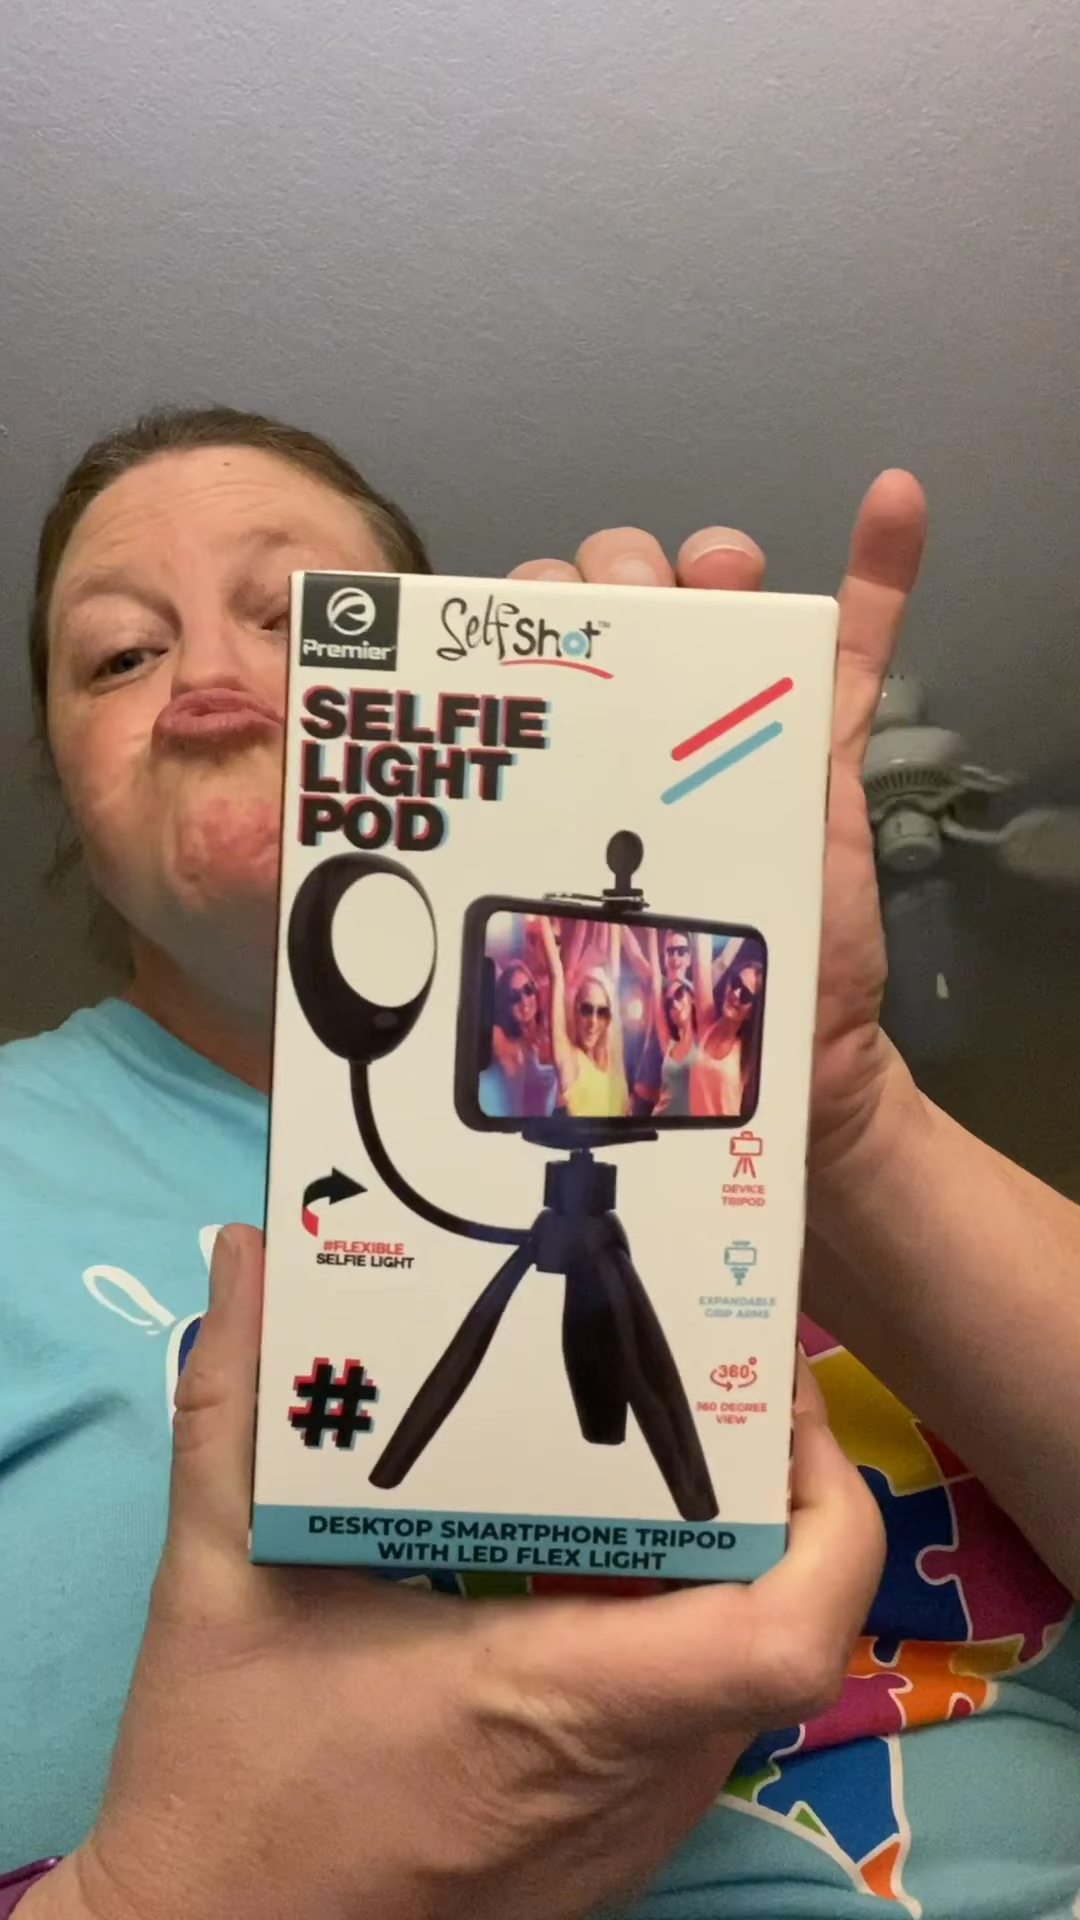 Premier
Selfshot™
SELFIE
LIGHT
POD
DEVICE
TRIPOD
#FLEXIBLE
SELFIE LIGHT
EXPANDABLE
GRIP ARMS
360°
360 DEGREE
VIEW
#
DESKTOP SMARTPHONE TRIPOD
WITH LED FLEX LIGHT